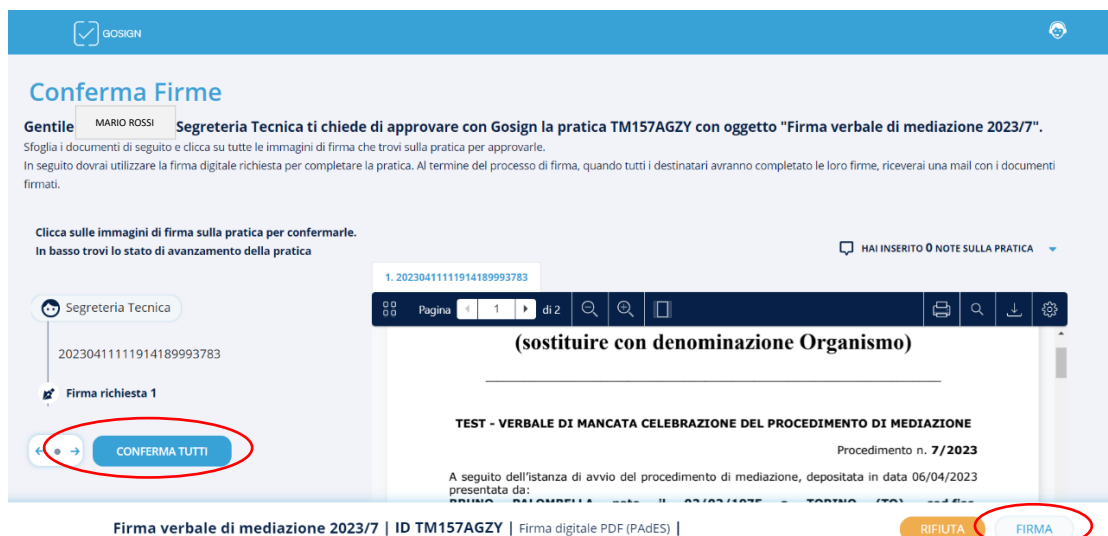 GOSIGN
Conferma Firme
Gentile MARIO ROSSI Segreteria Tecnica ti chiede di approvare con Gosign la pratica TM157AGZY con oggetto "Firma verbale di mediazione 2023/7".
Sfoglia i documenti di seguito e clicca su tutte le immagini di firma che trovi sulla pratica per approvarle.
In seguito dovrai utilizzare la firma digitale richiesta per completare la pratica. Al termine del processo di firma, quando tutti i destinatari avranno completato le loro firme, riceverai una mail con i documenti
firmati.
Clicca sulle immagini di firma sulla pratica per confermarle.
In basso trovi lo stato di avanzamento della pratica
HAI INSERITO 0 NOTE SULLA PRATICA
1. 20230411111914189993783
Segreteria Tecnica
Pagina 1 di 2
20230411111914189993783
Firma richiesta 1
CONFERMA TUTTI
(sostituire con denominazione Organismo)
TEST - VERBALE DI MANCATA CELEBRAZIONE DEL PROCEDIMENTO DI MEDIAZIONE
Procedimento n. 7/2023
A seguito dell'istanza di avvio del procedimento di mediazione, depositata in data 06/04/2023
presentata da:
Firma verbale di mediazione 2023/7 | ID TM157AGZY | Firma digitale PDF (PAdES) |
RIFIUTA
FIRMA